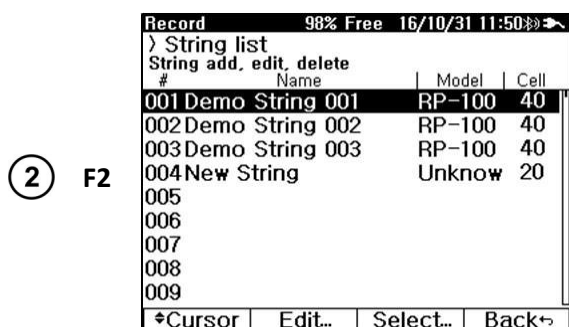 Record 98% Free 16/10/31 11:50
> String list
String add, edit, delete
# Name | Model | Cell
001 Demo String 001 RP-100 40
002 Demo String 002 RP-100 40
003 Demo String 003 RP-100 40
② F2
004 New String Unknow 20
005
006
007
008
009
Cursor | Edit... | Select... | Back